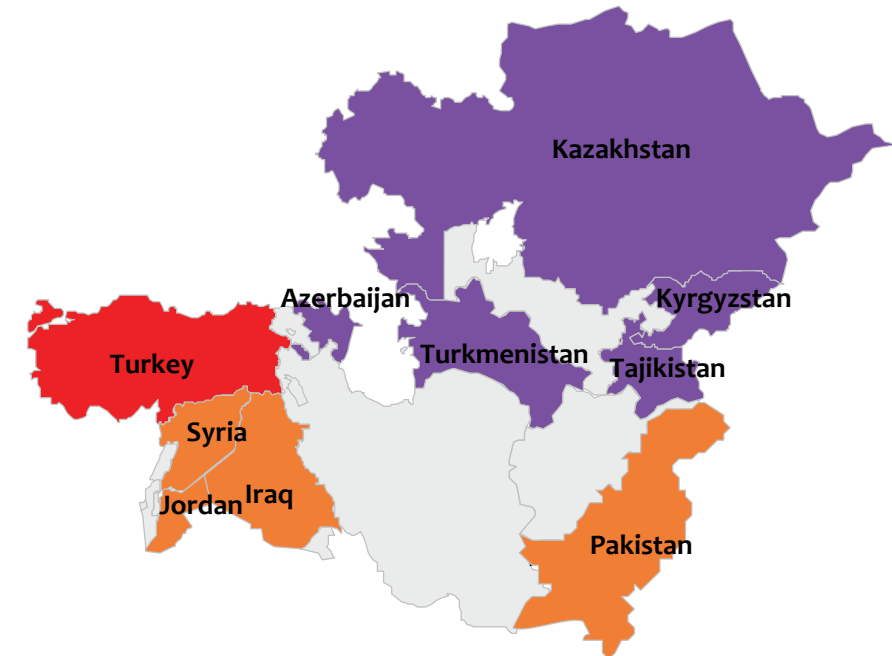 Kazakhstan
Azerbaijan
Kyrgyzstan
Turkey
Turkmenistan
Tajikistan
Syria
Jordan
Iraq
Pakistan